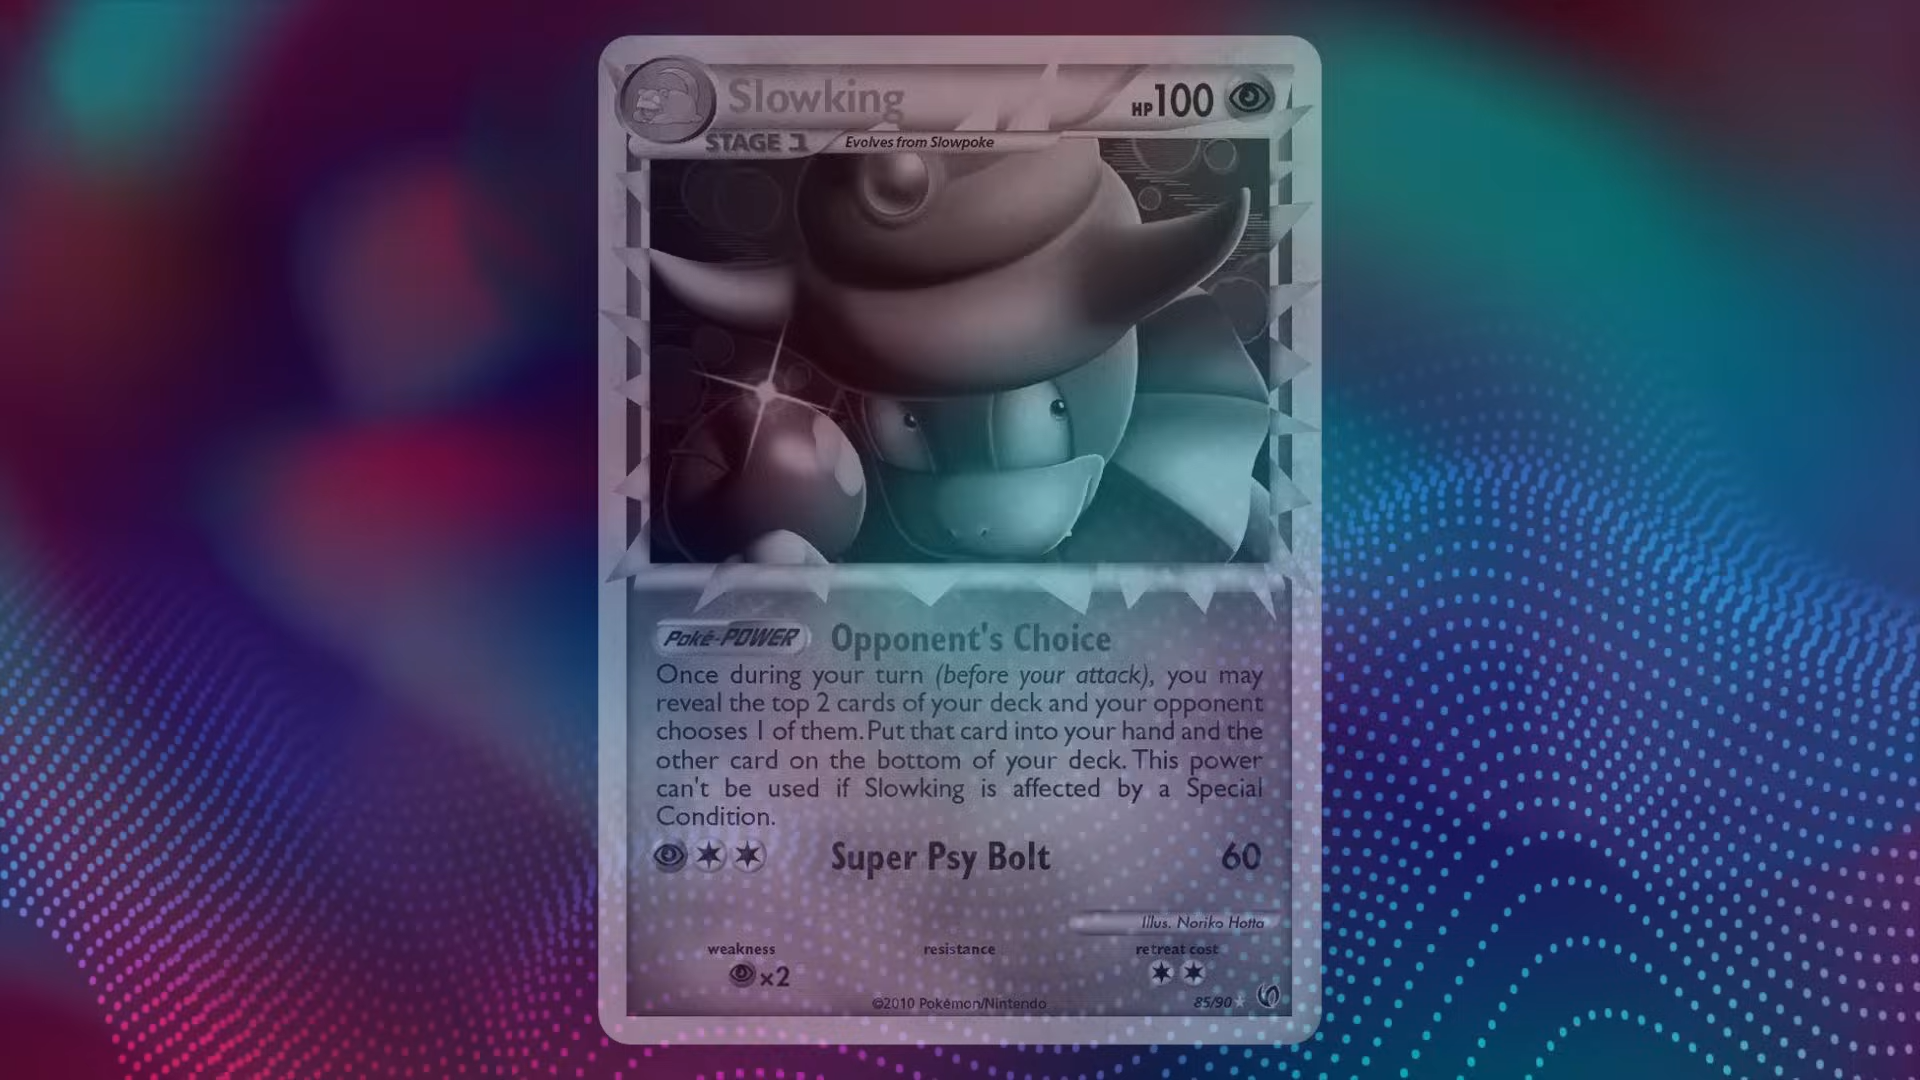 Slowking
HP100
STAGE 1
Evolves from Slowpoke
Poké-POWER Opponent's Choice
Once during your turn (before your attack), you may
reveal the top 2 cards of your deck and your opponent
chooses 1 of them. Put that card into your hand and the
other card on the bottom of your deck. This power
can't be used if Slowking is affected by a Special
Condition.
Super Psy Bolt 60
Illus. Noriko Hotta
weakness resistance retreat cost
×2
©2010 Pokémon/Nintendo 85/90